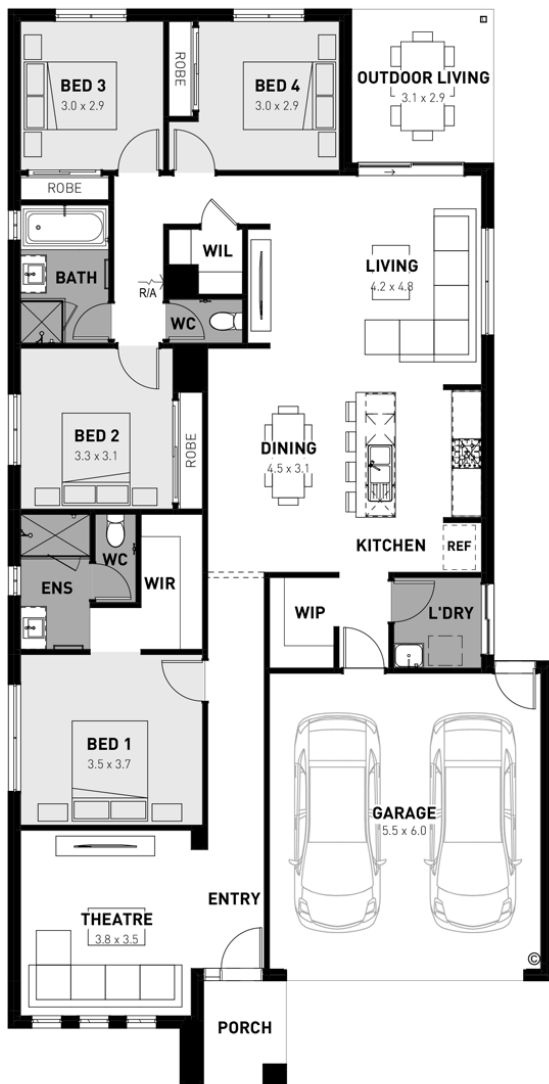 BED 3
3.0 x 2.9
ROBE
BED 4
3.0 x 2.9
OUTDOOR LIVING
3.1 x 2.9
ROBE
BATH
WIL
R/A
WC
LIVING
4.2 x 4.8
BED 2
3.3 x 3.1
ROBE
DINING
4.5 x 3.1
KITCHEN
REF
WC
ENS
WIR
WIP
L'DRY
BED 1
3.5 x 3.7
GARAGE
5.5 x 6.0
THEATRE
3.8 x 3.5
ENTRY
©
PORCH